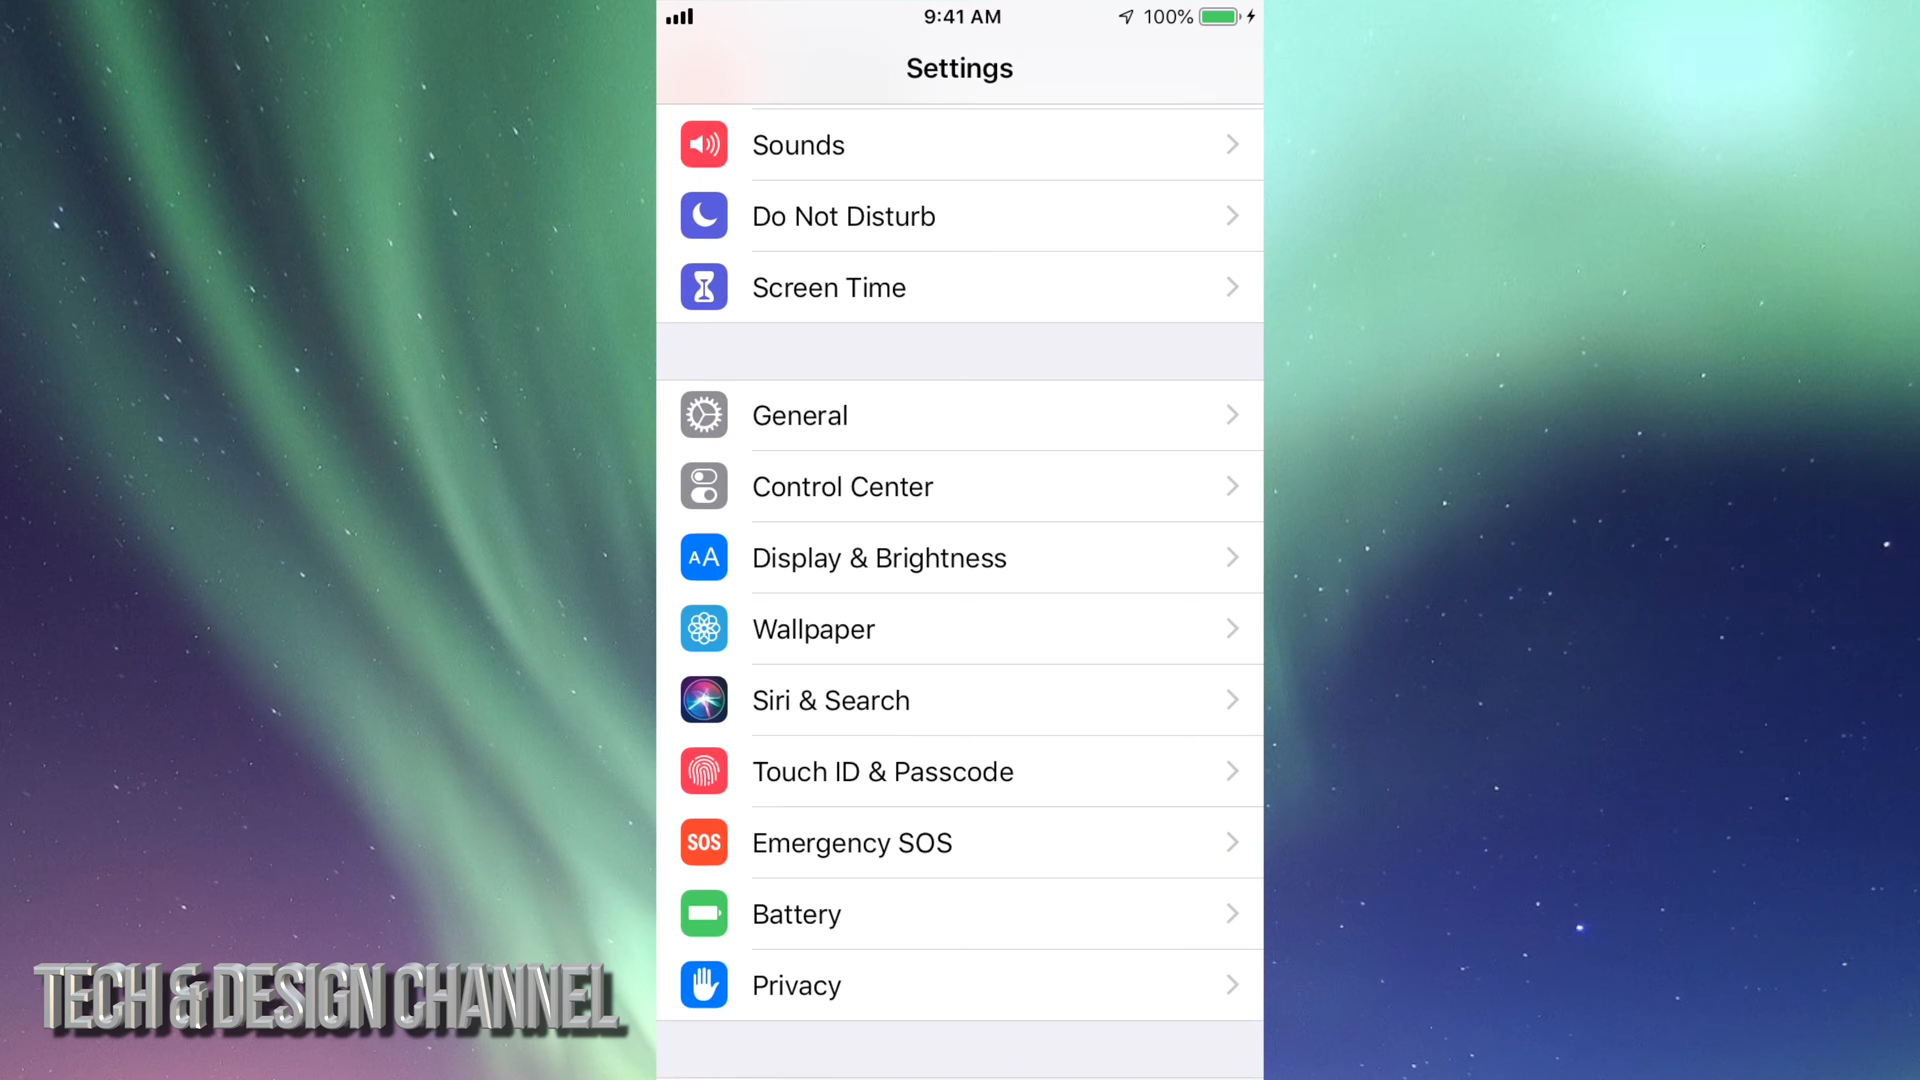 9:41 AM
100%
Settings
Sounds
Do Not Disturb
Screen Time
General
Control Center
AA Display & Brightness
Wallpaper
Siri & Search
Touch ID & Passcode
SOS Emergency SOS
Battery
Privacy
TECH & DESIGN CHANNEL